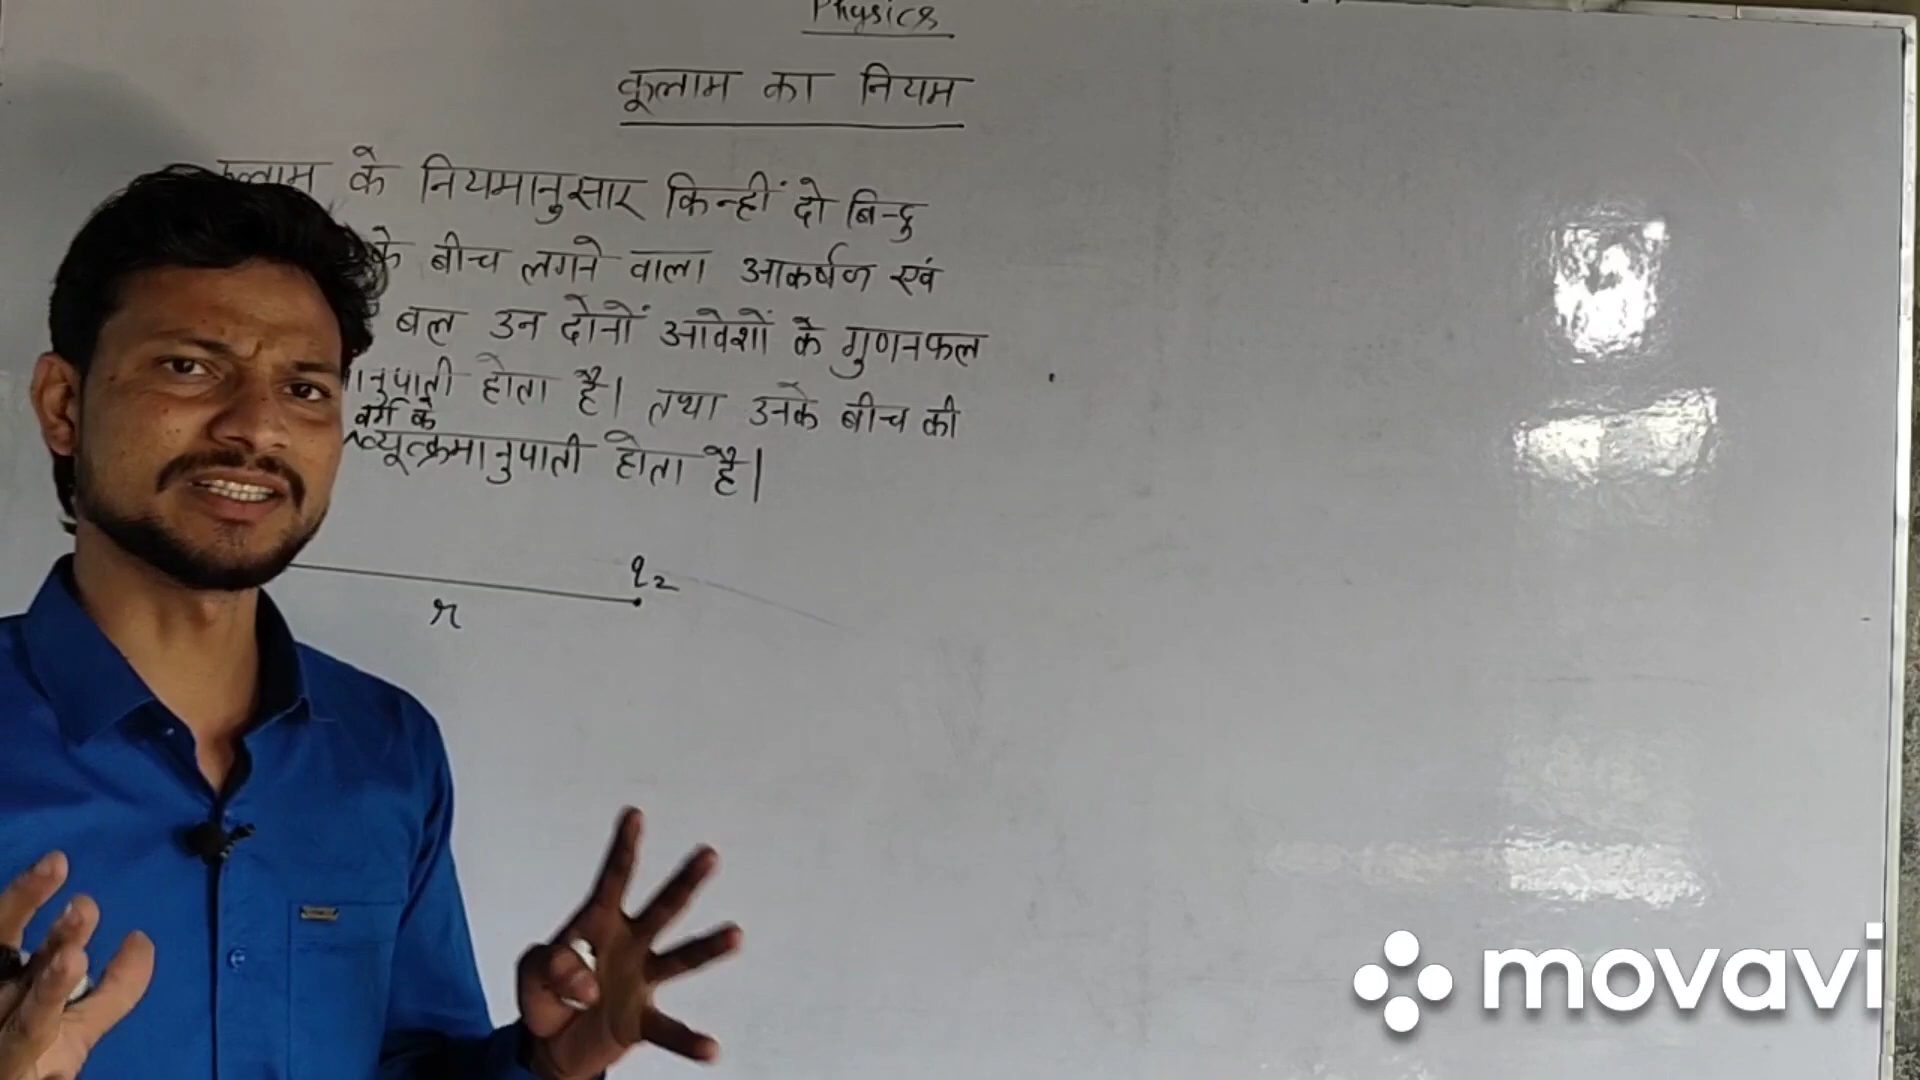 Physics
कूलाम का नियम
के नियमानुसार किन्हीं दो बिन्दु
के बीच लगने वाला आकर्षण एवं
बल उन दोनों आवेशों के गुणनफल
होता है। तथा उनके बीच की
वर्ग के
व्यूत्क्रमानुपाती होता है।
q2
r
movavi